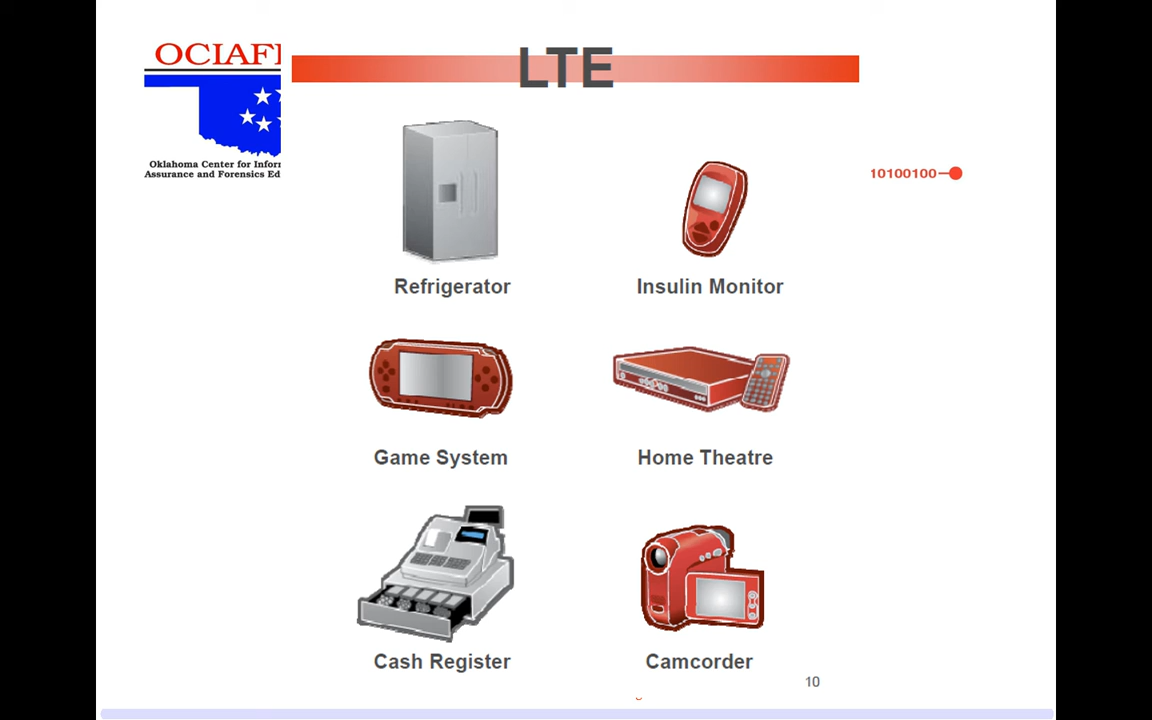 OCIAFI
LTE
Oklahoma Center for Infor
Assurance and Forensics Ed
10100100
Refrigerator
Insulin Monitor
Game System
Home Theatre
Cash Register
Camcorder
10